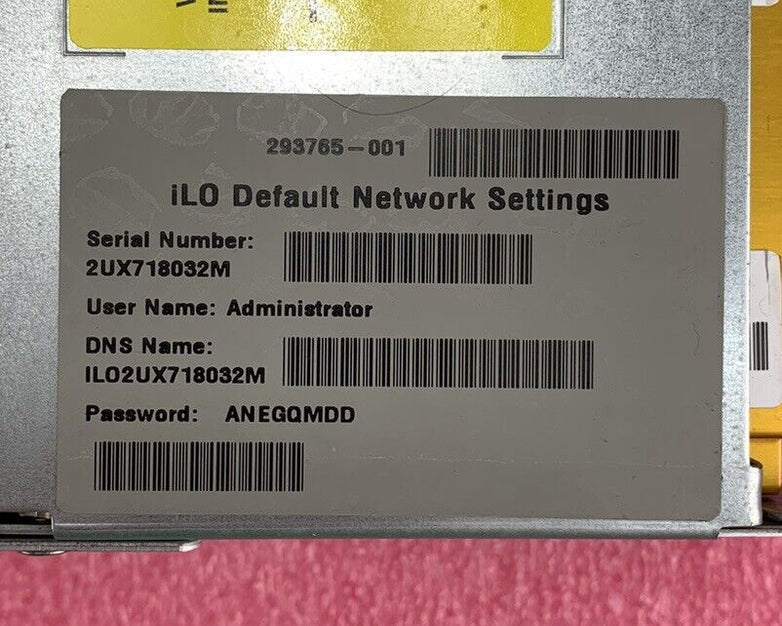 293765-001
iLO Default Network Settings
Serial Number:
2UX718032M
User Name: Administrator
DNS Name:
ILO2UX718032M
Password: ANEGQMDD